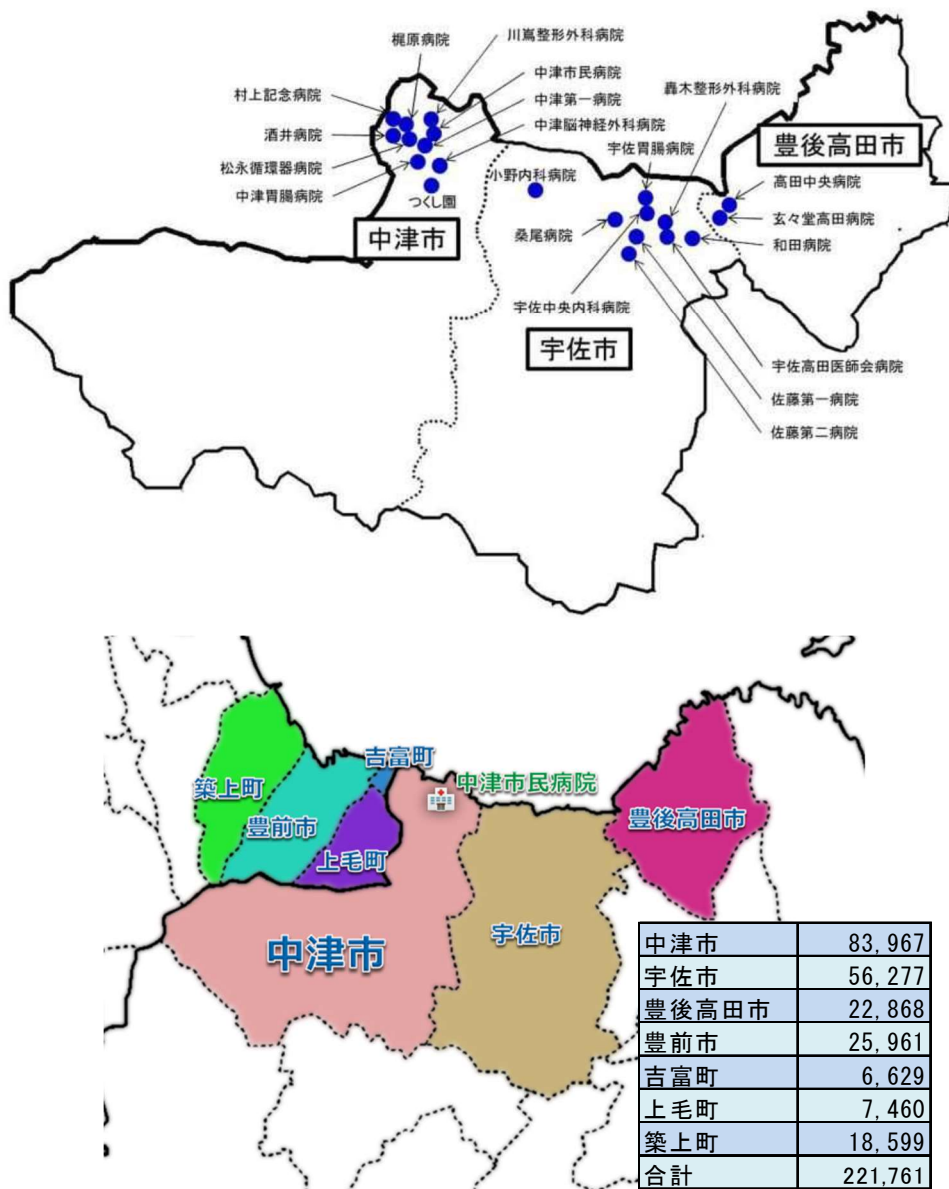 梶原病院
川嶌整形外科病院
村上記念病院
中津市民病院
轟木整形外科病院
酒井病院
中津第一病院
松永循環器病院
中津脳神経外科病院
宇佐胃腸病院
豊後高田市
中津胃腸病院
小野内科病院
高田中央病院
つくし園
玄々堂高田病院
中津市
桑尾病院
和田病院
宇佐中央内科病院
宇佐市
宇佐高田医師会病院
佐藤第一病院
佐藤第二病院
吉富町
築上町
中津市民病院
豊前市
豊後高田市
上毛町
中津市
宇佐市
中津市 83,967
宇佐市 56,277
豊後高田市 22,868
豊前市 25,961
吉富町 6,629
上毛町 7,460
築上町 18,599
合計 221,761